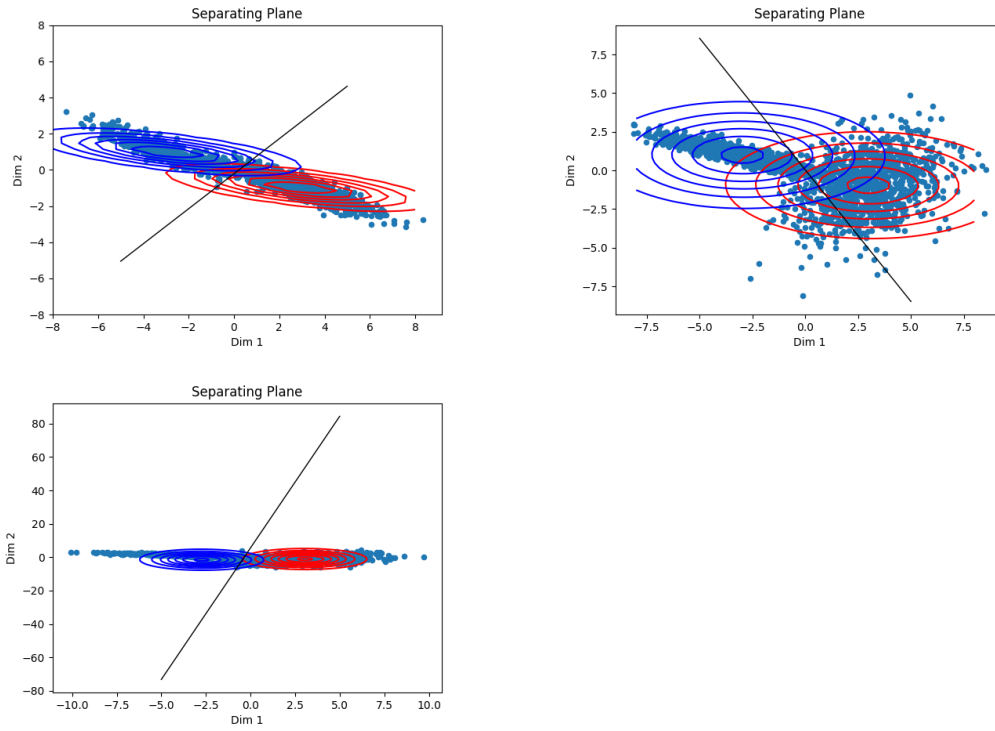 Separating Plane
8
6
4
2
0
−2
−4
−6
−8
Dim 2
−8 −6 −4 −2 0 2 4 6 8
Dim 1
Separating Plane
7.5
5.0
2.5
0.0
−2.5
−5.0
−7.5
Dim 2
−7.5 −5.0 −2.5 0.0 2.5 5.0 7.5
Dim 1
Separating Plane
80
60
40
20
0
−20
−40
−60
−80
Dim 2
−10.0 −7.5 −5.0 −2.5 0.0 2.5 5.0 7.5 10.0
Dim 1